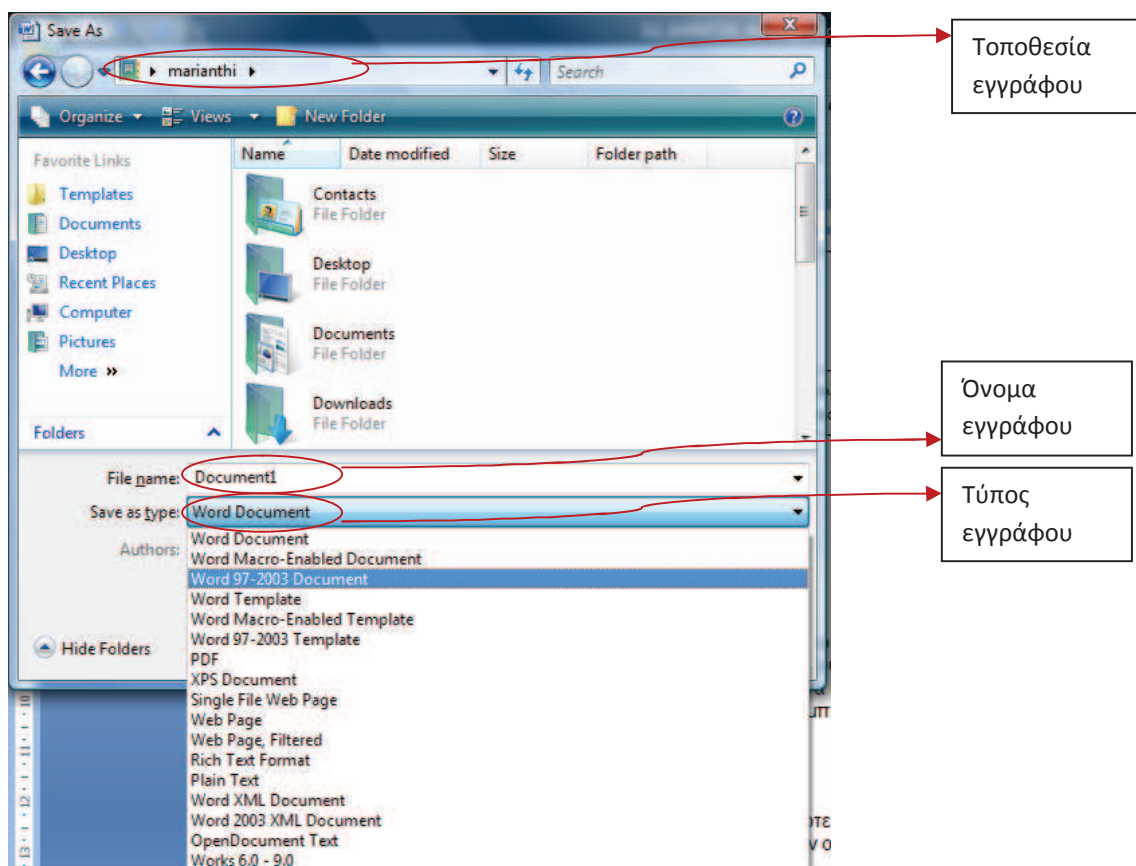 Save As
marianthi
Search
Organize
Views
New Folder
Favorite Links
Templates
Documents
Desktop
Recent Places
Computer
Pictures
More »
Folders
Name
Date modified
Size
Folder path
Contacts
File Folder
Desktop
File Folder
Documents
File Folder
Downloads
File Folder
File name:
Document1
Save as type:
Word Document
Authors:
Word Document
Word Macro-Enabled Document
Word 97-2003 Document
Word Template
Word Macro-Enabled Template
Word 97-2003 Template
PDF
XPS Document
Single File Web Page
Web Page
Web Page, Filtered
Rich Text Format
Plain Text
Word XML Document
Word 2003 XML Document
OpenDocument Text
Works 6.0 - 9.0
Hide Folders
10
11
12
13
Τοποθεσία
εγγράφου
Όνομα
εγγράφου
Τύπος
εγγράφου